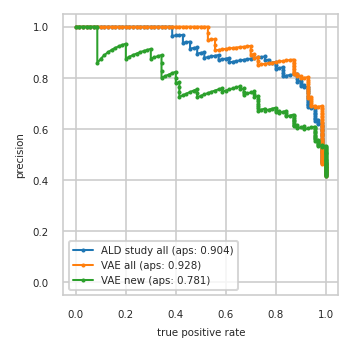 1.0
0.8
0.6
0.4
0.2
0.0
precision
ALD study all (aps: 0.904)
VAE all (aps: 0.928)
VAE new (aps: 0.781)
0.0 0.2 0.4 0.6 0.8 1.0
true positive rate